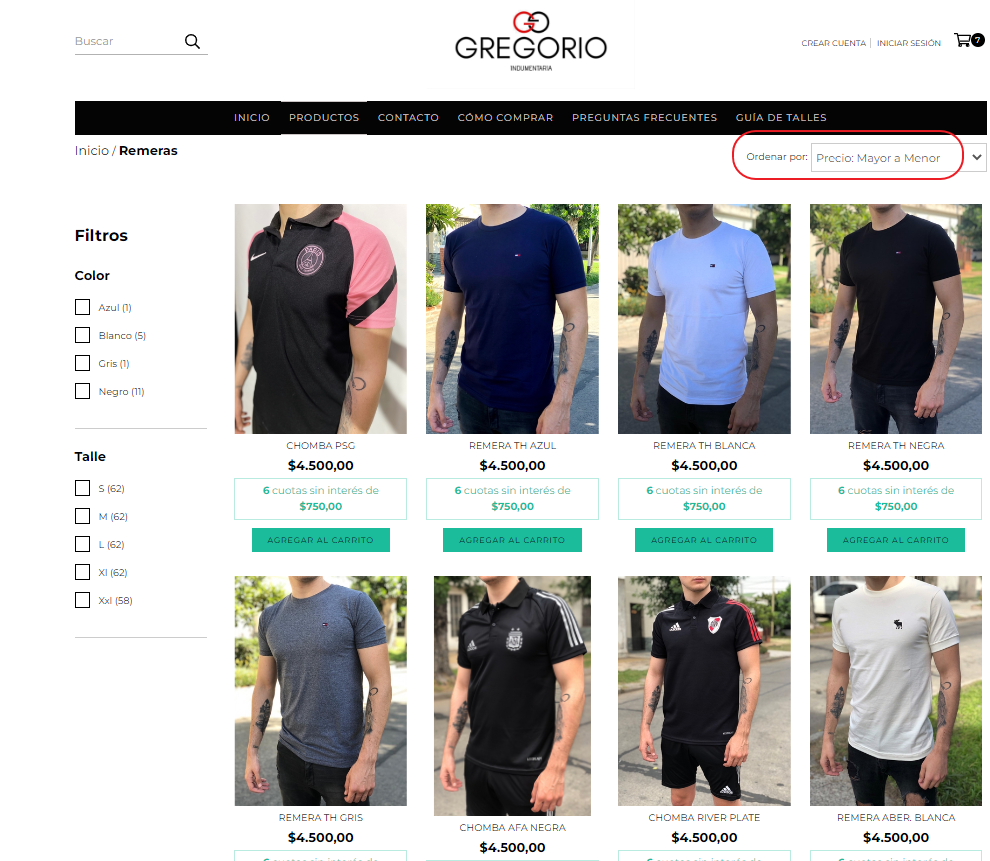 Buscar
GREGORIO
INDUMENTARIA
CREAR CUENTA | INICIAR SESIÓN
7
INICIO PRODUCTOS CONTACTO CÓMO COMPRAR PREGUNTAS FRECUENTES GUÍA DE TALLES
Inicio / Remeras
Ordenar por: Precio: Mayor a Menor
Filtros
Color
Azul (1)
Blanco (5)
Gris (1)
Negro (11)
Talle
S (62)
M (62)
L (62)
Xl (62)
Xxl (58)
CHOMBA PSG
$4.500,00
6 cuotas sin interés de
$750,00
AGREGAR AL CARRITO
REMERA TH AZUL
$4.500,00
6 cuotas sin interés de
$750,00
AGREGAR AL CARRITO
REMERA TH BLANCA
$4.500,00
6 cuotas sin interés de
$750,00
AGREGAR AL CARRITO
REMERA TH NEGRA
$4.500,00
6 cuotas sin interés de
$750,00
AGREGAR AL CARRITO
REMERA TH GRIS
$4.500,00
CHOMBA AFA NEGRA
$4.500,00
CHOMBA RIVER PLATE
$4.500,00
REMERA ABER. BLANCA
$4.500,00